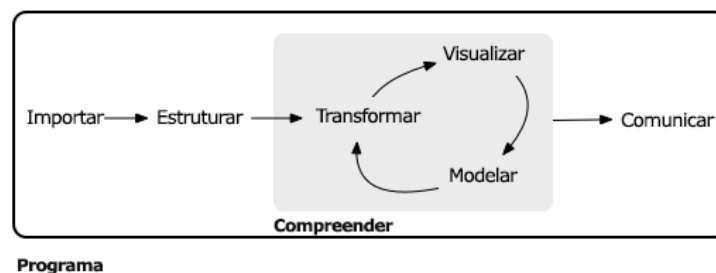 Visualizar
Importar
Estruturar
Transformar
Comunicar
Modelar
Compreender
Programa